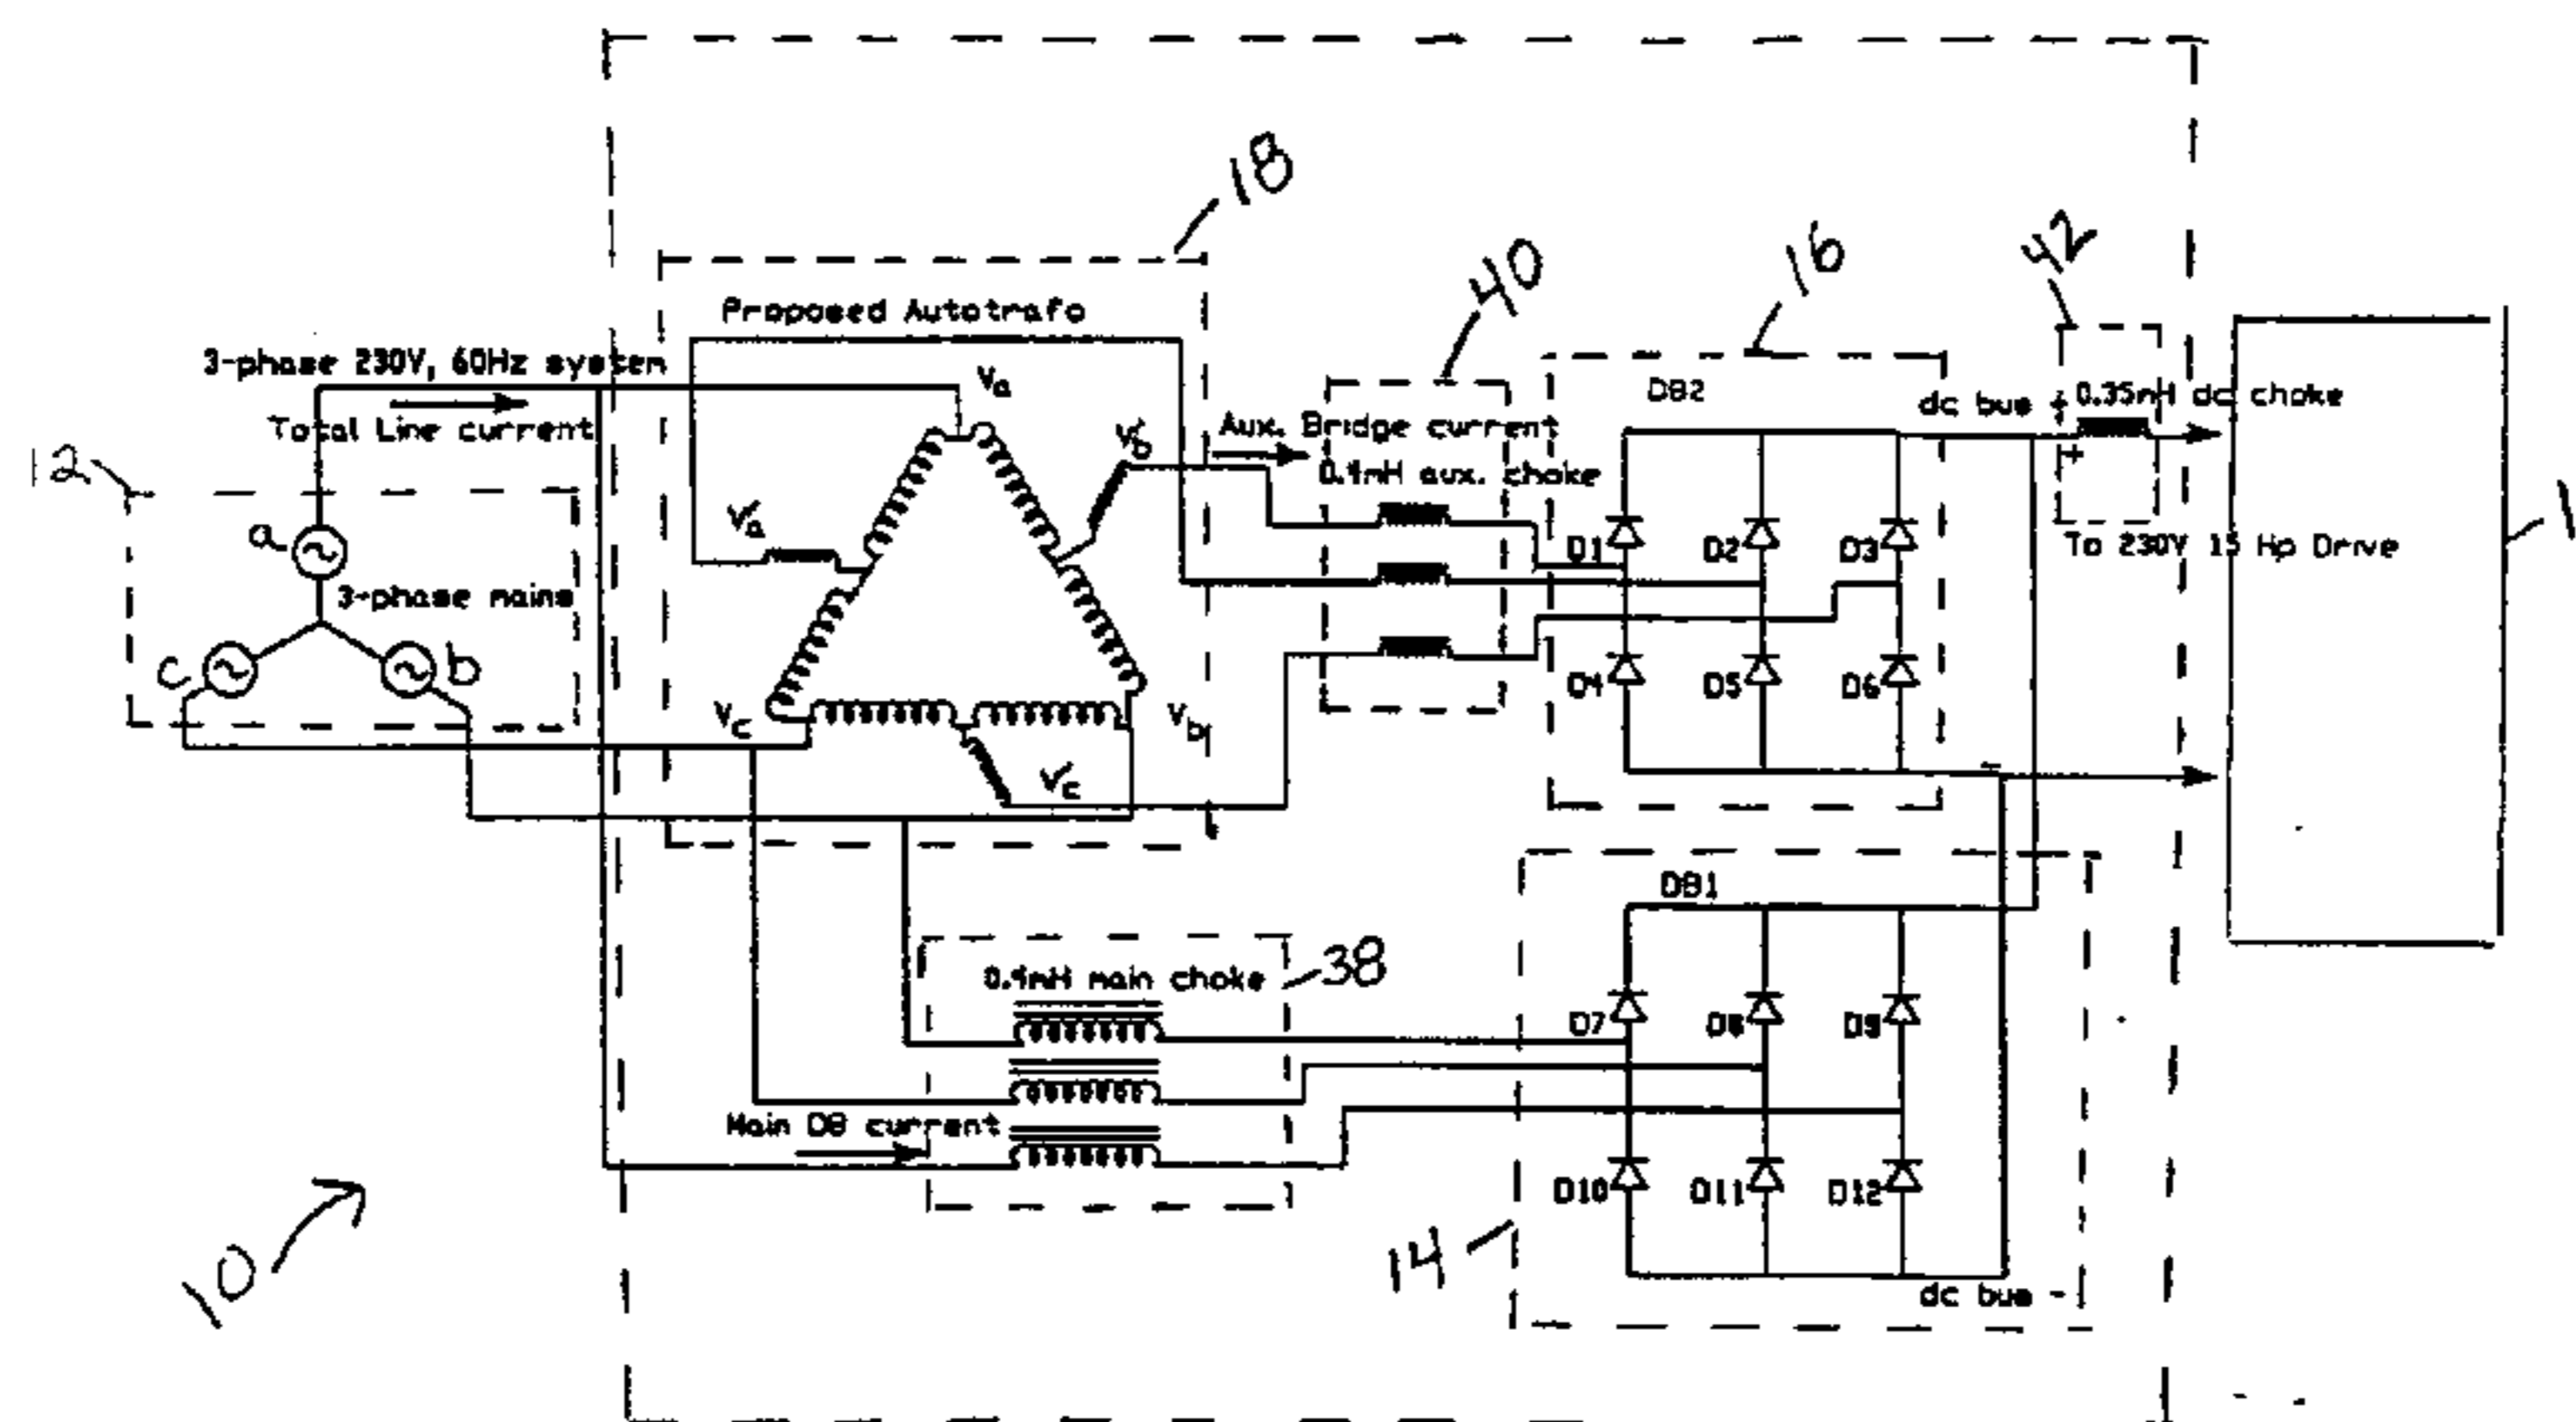 18
40
16
42
Proposed Autotrafo
3-phase 230V, 60Hz system
Total Line current
Va
V'b
V'a
Aux. Bridge current
0.4mH aux. choke
DB2
dc bus +
0.35mH dc choke
+
12
a
3-phase mains
c
b
D1
D2
D3
To 230V 15 Hp Drive
D4
D5
D6
Vc
Vb
V'c
-
DB1
0.4mH main choke
38
D7
D8
D9
Main DB current
D10
D11
D12
10
14
dc bus -